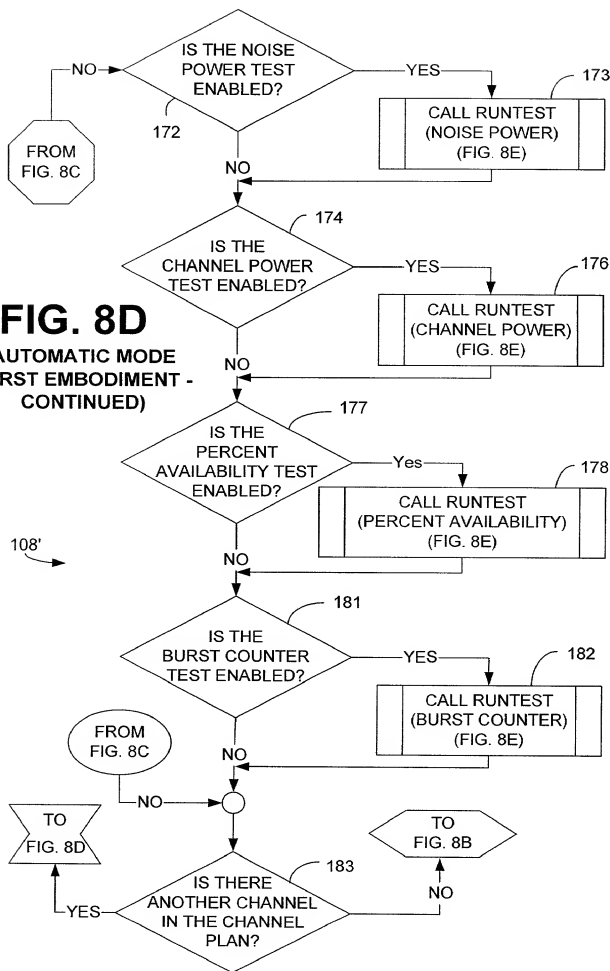 IS THE NOISE
POWER TEST
ENABLED?
NO
YES
172
173
CALL RUNTEST
(NOISE POWER)
(FIG. 8E)
FROM
FIG. 8C
NO
174
IS THE
CHANNEL POWER
TEST ENABLED?
YES
176
CALL RUNTEST
(CHANNEL POWER)
(FIG. 8E)
FIG. 8D
AUTOMATIC MODE
RST EMBODIMENT -
CONTINUED)
NO
177
IS THE
PERCENT
AVAILABILITY TEST
ENABLED?
Yes
178
CALL RUNTEST
(PERCENT AVAILABILITY)
(FIG. 8E)
108'
NO
181
IS THE
BURST COUNTER
TEST ENABLED?
YES
182
CALL RUNTEST
(BURST COUNTER)
(FIG. 8E)
FROM
FIG. 8C
NO
NO
TO
FIG. 8D
TO
FIG. 8B
183
IS THERE
ANOTHER CHANNEL
IN THE CHANNEL
PLAN?
YES
NO